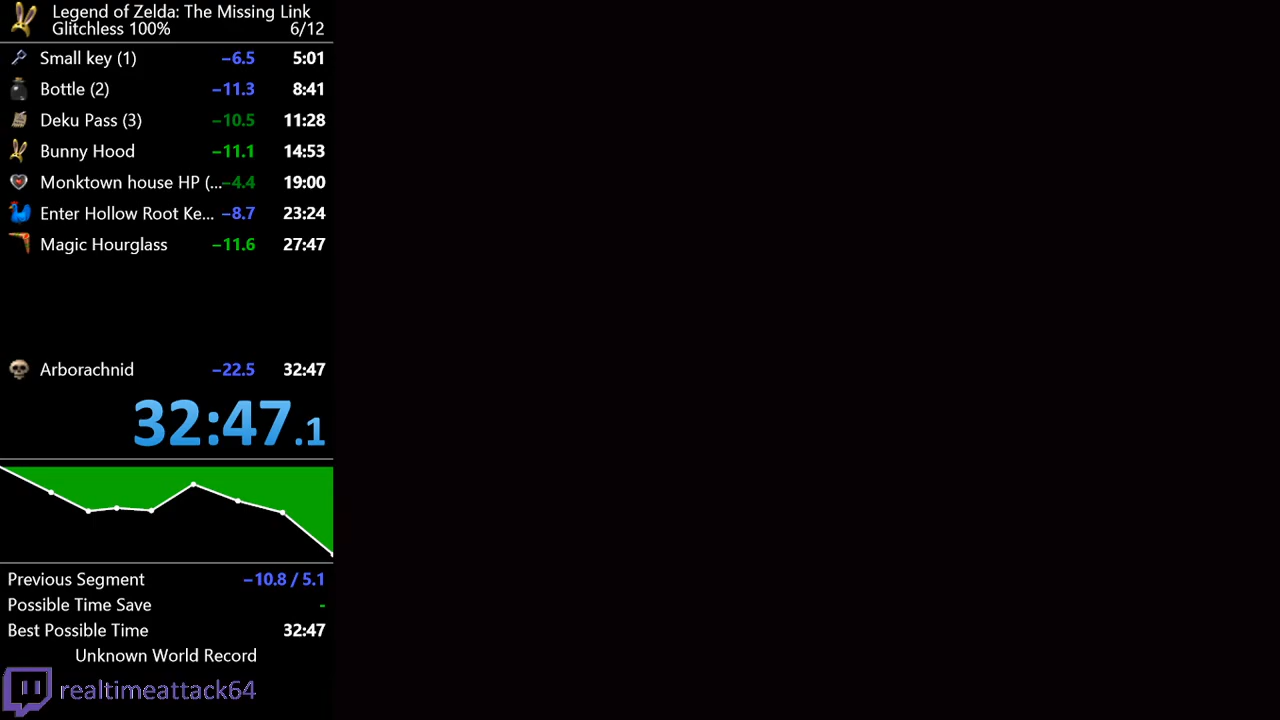 Legend of Zelda: The Missing Link
Glitchless 100% 6/12
Small key (1) −6.5 5:01
Bottle (2) −11.3 8:41
Deku Pass (3) −10.5 11:28
Bunny Hood −11.1 14:53
Monktown house HP (... −4.4 19:00
Enter Hollow Root Ke... −8.7 23:24
Magic Hourglass −11.6 27:47
Arborachnid −22.5 32:47
32:47.1
Previous Segment −10.8 / 5.1
Possible Time Save -
Best Possible Time 32:47
Unknown World Record
realtimeattack64